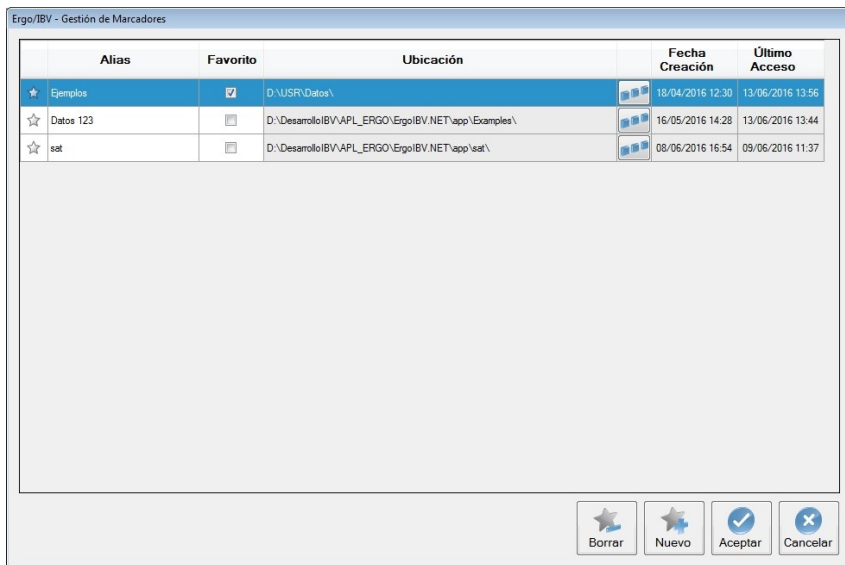 Ergo/IBV - Gestión de Marcadores
Alias Favorito Ubicación Fecha Creación Último Acceso
Ejemplos D:\USR\Datos\ 18/04/2016 12:30 13/06/2016 13:56
Datos 123 D:\DesarrolloIBV\APL_ERGO\ErgoIBV.NET\app\Examples\ 16/05/2016 14:28 13/06/2016 13:44
sat D:\DesarrolloIBV\APL_ERGO\ErgoIBV.NET\app\sat\ 08/06/2016 16:54 09/06/2016 11:37
Borrar Nuevo Aceptar Cancelar